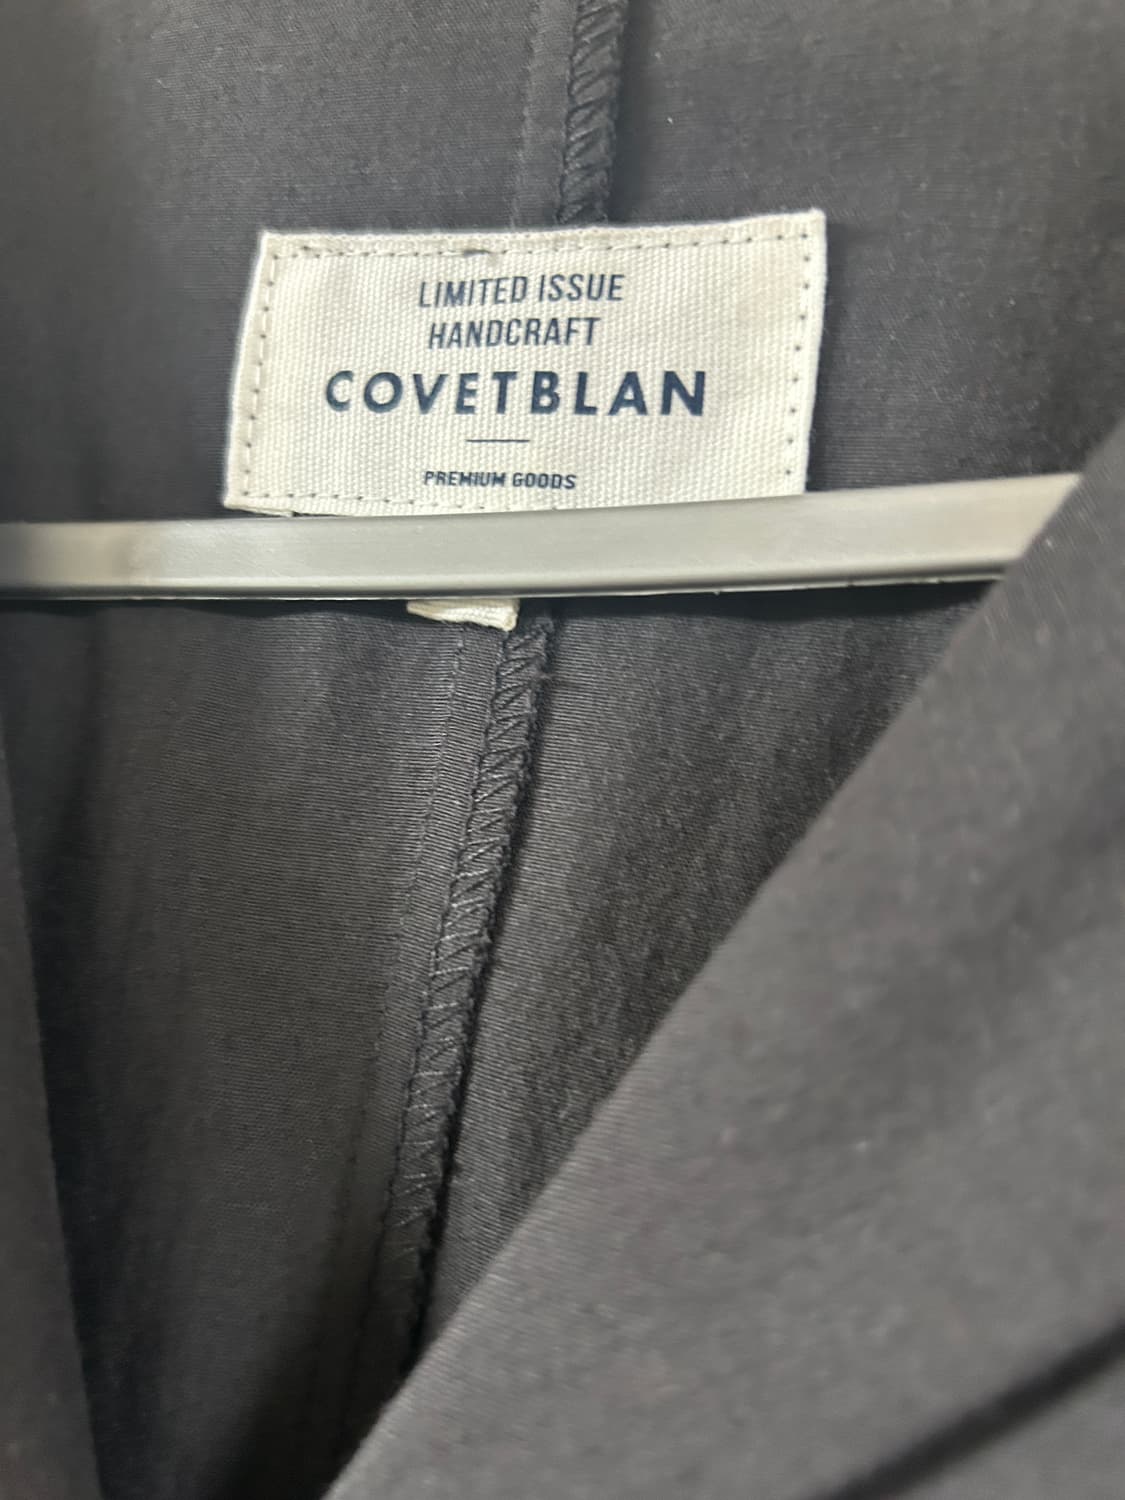 LIMITED ISSUE
HANDCRAFT
COVETBLAN
PREMIUM GOODS